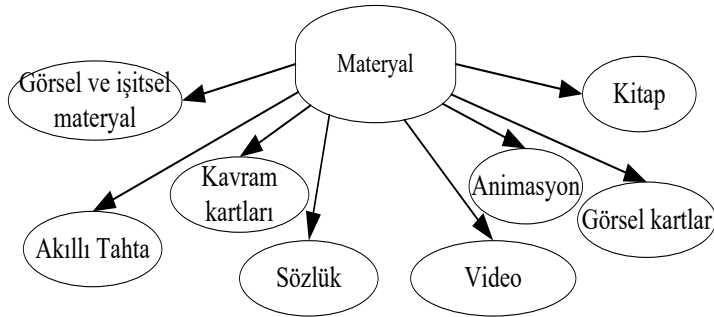 Materyal
Görsel ve işitsel
materyal
Kitap
Kavram
kartları
Animasyon
Görsel kartlar
Akıllı Tahta
Sözlük
Video